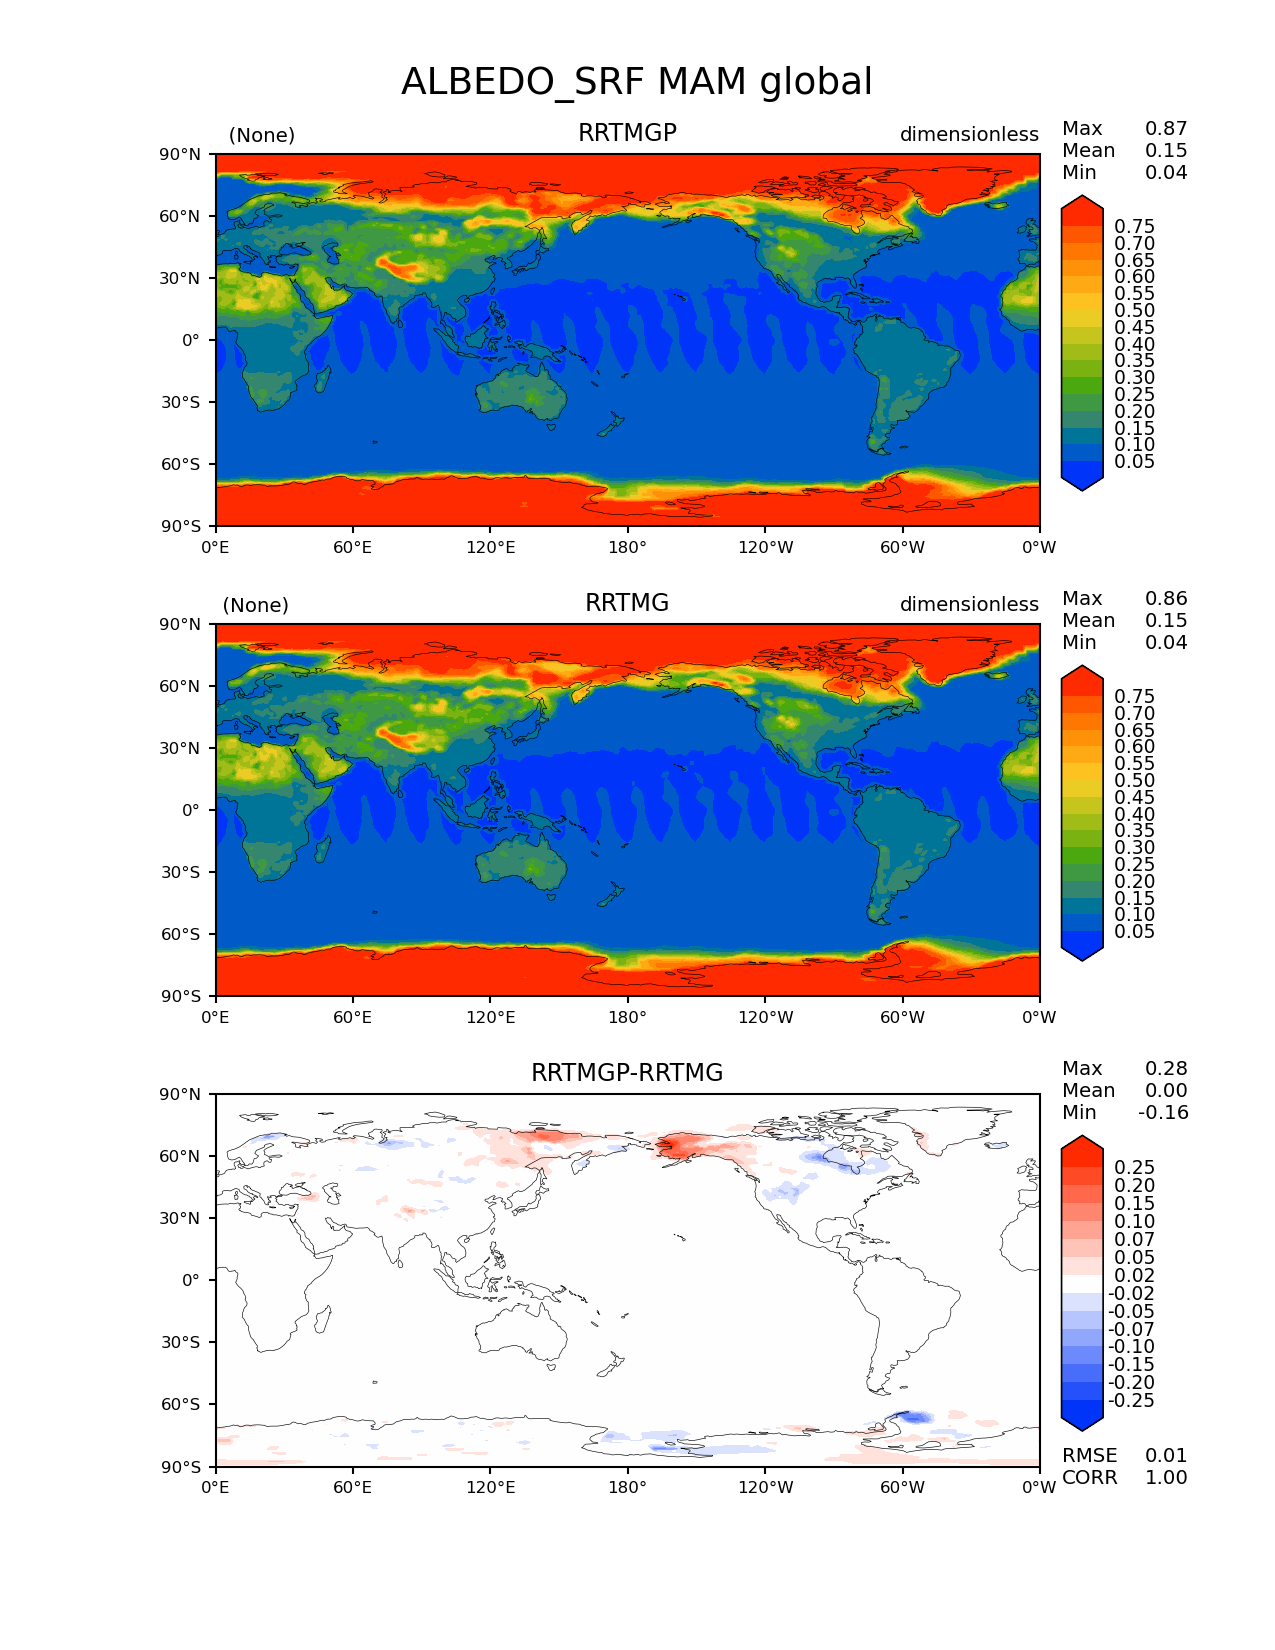 ALBEDO_SRF MAM global
(None) RRTMGP dimensionless
Max 0.87
Mean 0.15
Min 0.04
90°N
60°N
30°N
0°
30°S
60°S
90°S
0°E 60°E 120°E 180° 120°W 60°W 0°W
0.75
0.70
0.65
0.60
0.55
0.50
0.45
0.40
0.35
0.30
0.25
0.20
0.15
0.10
0.05
(None) RRTMG dimensionless
Max 0.86
Mean 0.15
Min 0.04
90°N
60°N
30°N
0°
30°S
60°S
90°S
0°E 60°E 120°E 180° 120°W 60°W 0°W
0.75
0.70
0.65
0.60
0.55
0.50
0.45
0.40
0.35
0.30
0.25
0.20
0.15
0.10
0.05
RRTMGP-RRTMG
Max 0.28
Mean 0.00
Min -0.16
90°N
60°N
30°N
0°
30°S
60°S
90°S
0°E 60°E 120°E 180° 120°W 60°W 0°W
0.25
0.20
0.15
0.10
0.07
0.05
0.02
-0.02
-0.05
-0.07
-0.10
-0.15
-0.20
-0.25
RMSE 0.01
CORR 1.00